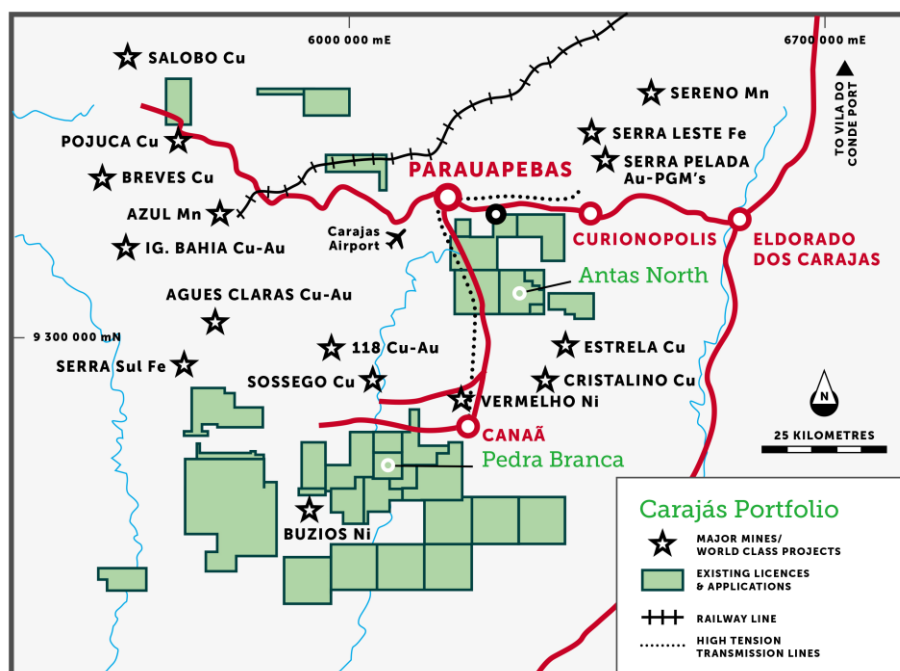 6000 000 mE
6700 000 mE
SALOBO Cu
TO VILA DO
CONDE PORT
SERENO Mn
POJUCA Cu
SERRA LESTE Fe
SERRA PELADA
Au-PGM's
PARAUAPEBAS
BREVES Cu
AZUL Mn
Carajas
Airport
CURIONOPOLIS
ELDORADO
DOS CARAJAS
IG. BAHIA Cu-Au
Antas North
AGUES CLARAS Cu-Au
9 300 000 mN
118 Cu-Au
ESTRELA Cu
SERRA Sul Fe
SOSSEGO Cu
CRISTALINO Cu
VERMELHO Ni
N
CANAÃ
25 KILOMETRES
Pedra Branca
BUZIOS Ni
Carajás Portfolio
MAJOR MINES/
WORLD CLASS PROJECTS
EXISTING LICENCES
& APPLICATIONS
RAILWAY LINE
HIGH TENSION
TRANSMISSION LINES